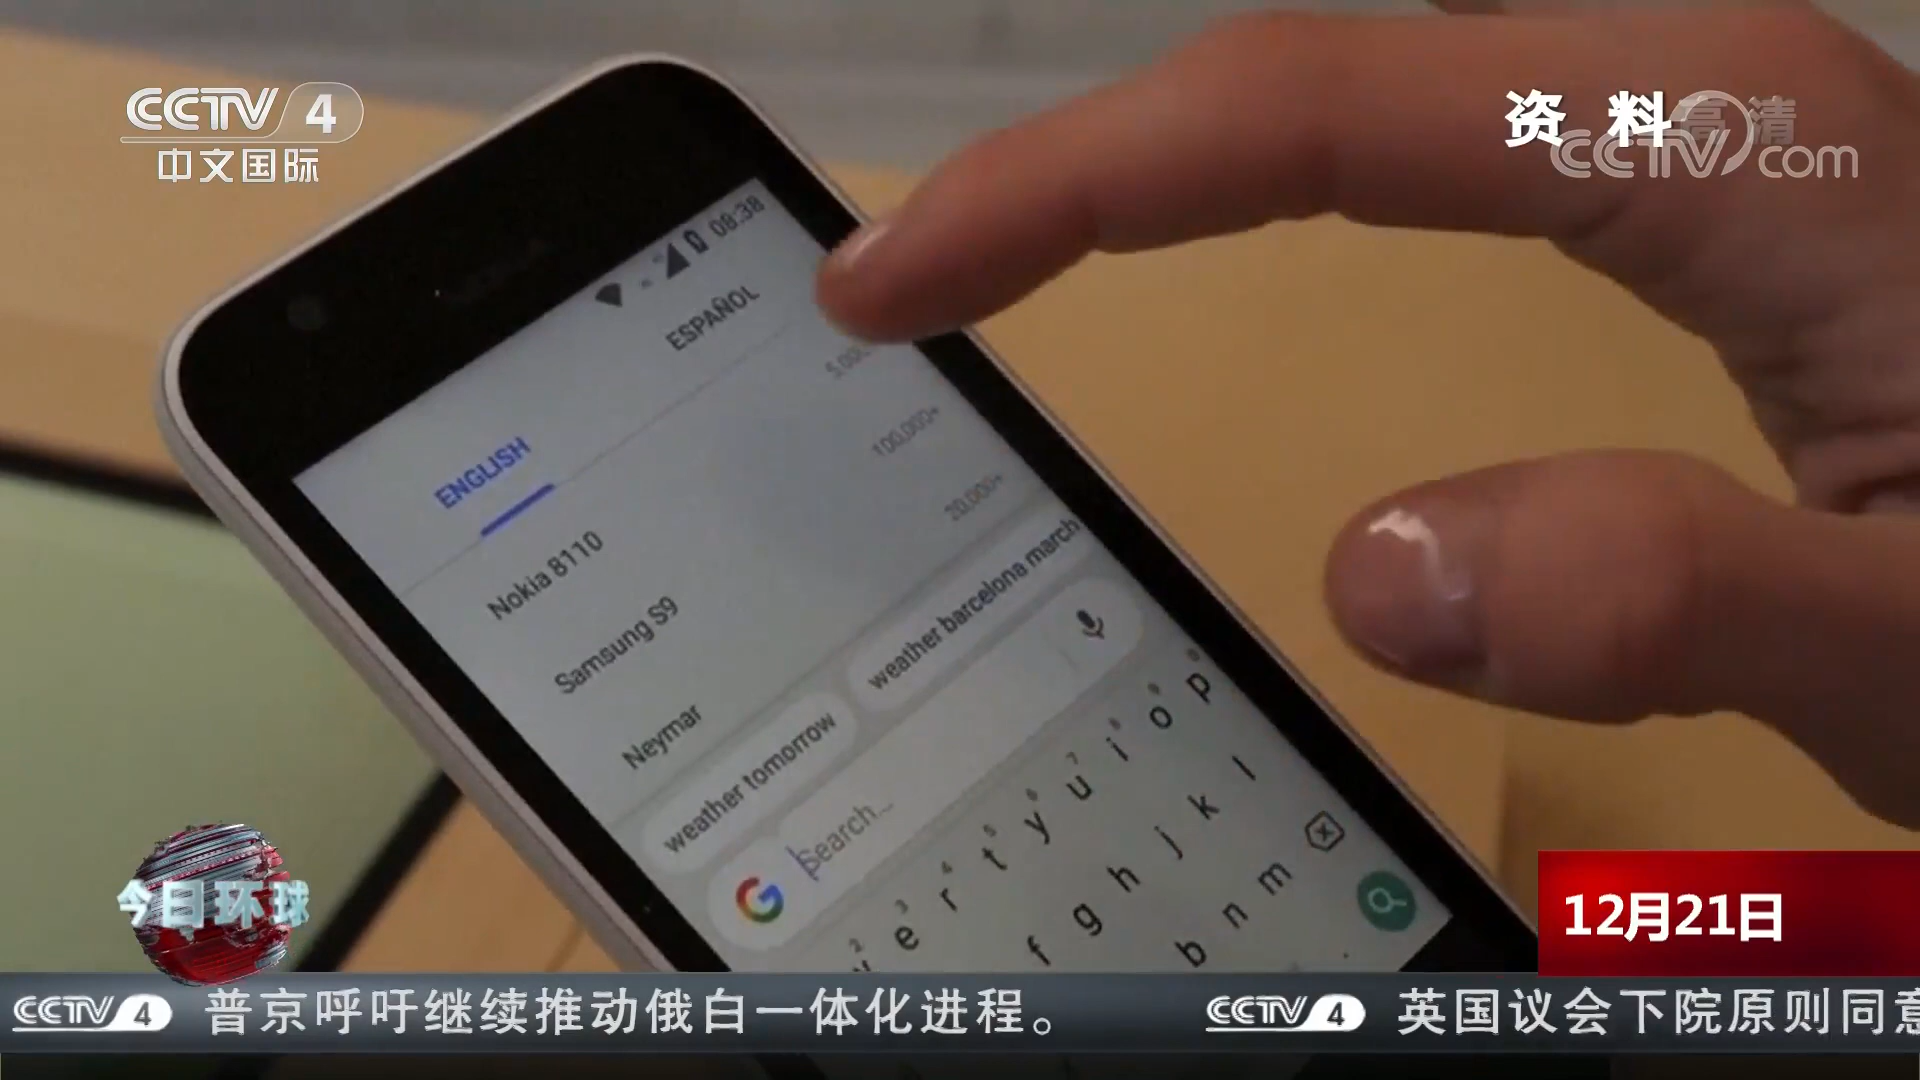 CCTV 4
中文国际
资 料
高清
CCTV.com
08:38
ENGLISH
ESPAÑOL
Nokia 8110
Samsung S9
100,000+
Neymar
20,000+
weather tomorrow
weather barcelona march
Search...
e r t y u i o p
f g h j k l
b n m
今日环球
12月21日
CCTV 4 普京呼吁继续推动俄白一体化进程。
CCTV 4 英国议会下院原则同意